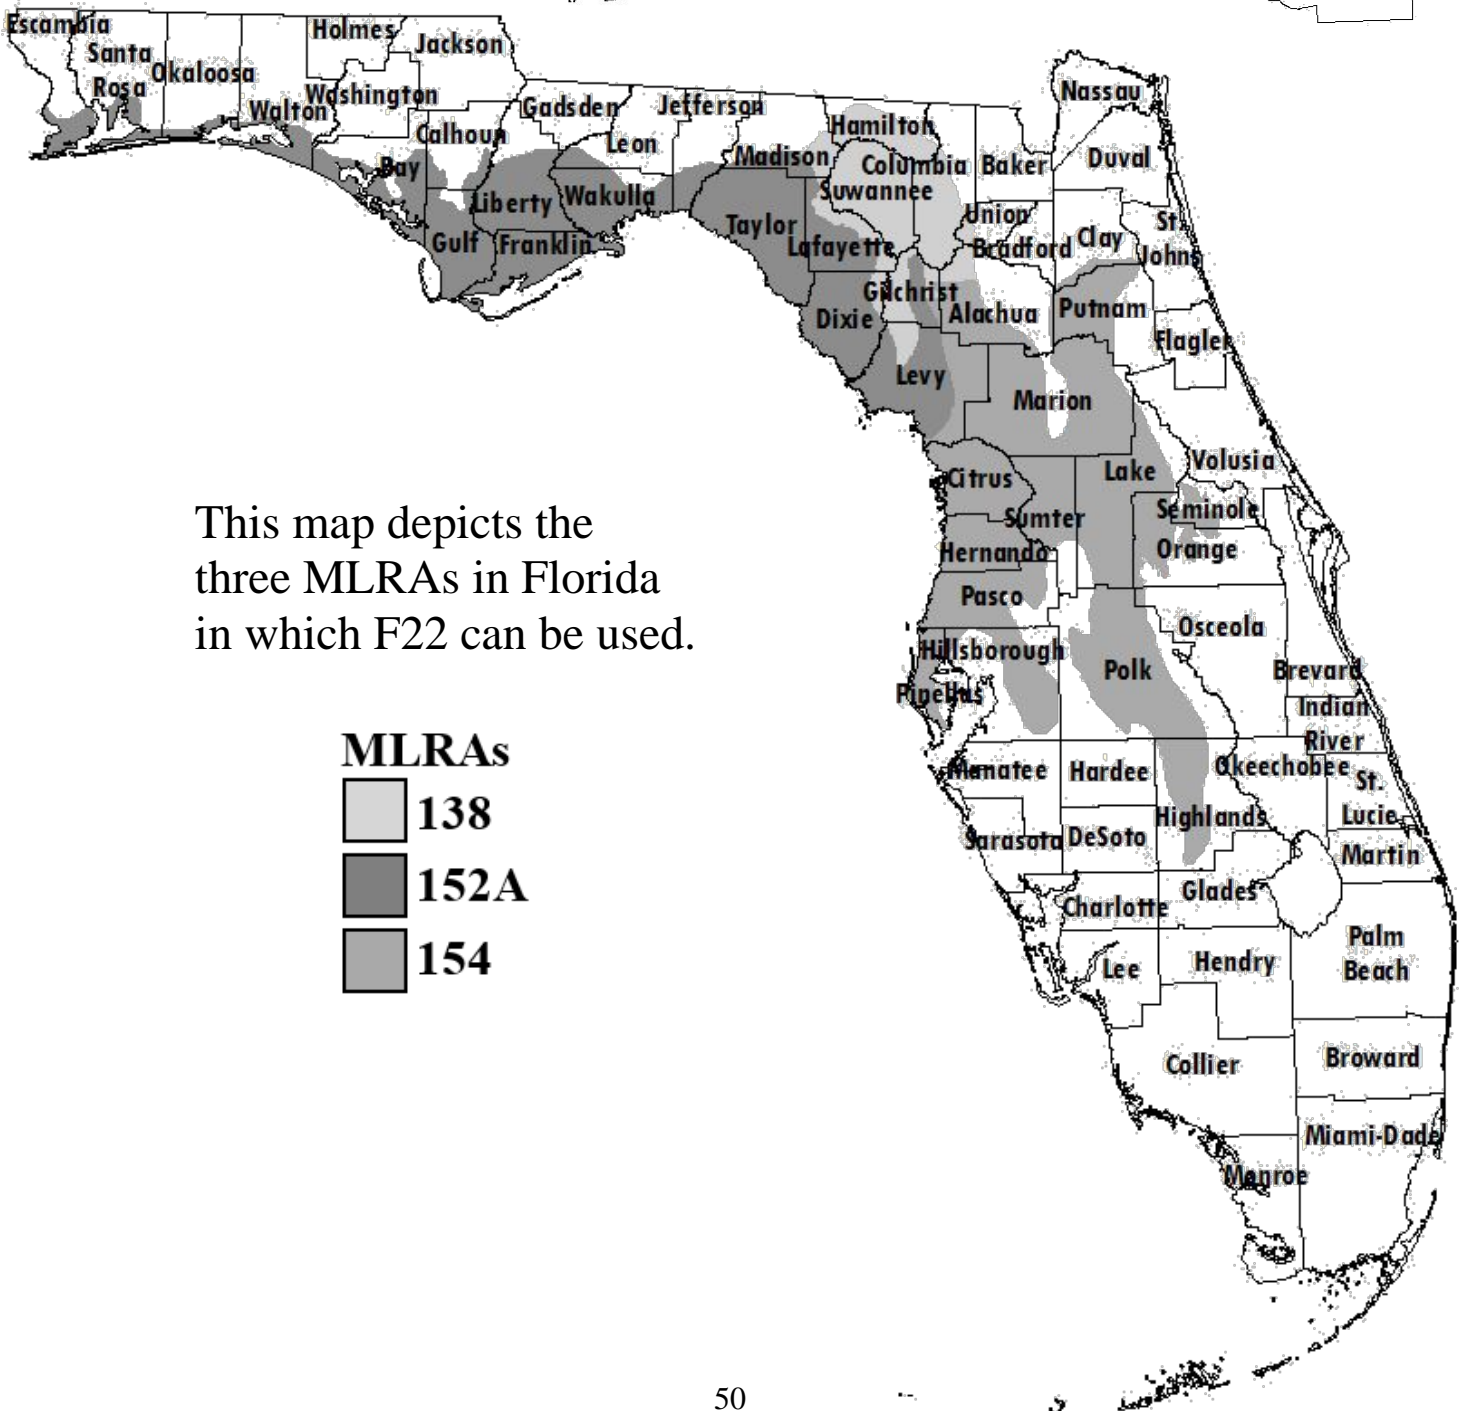 Escambia
Santa
Rosa
Okaloosa
Walton
Holmes
Washington
Jackson
Bay
Calhoun
Gulf
Gadsden
Liberty
Franklin
Leon
Wakulla
Jefferson
Madison
Taylor
Hamilton
Suwannee
Lafayette
Columbia
Dixie
Gilchrist
Levy
Baker
Union
Bradford
Alachua
Nassau
Duval
Clay
St.
Johns
Putnam
Flagler
Marion
Volusia
Citrus
Lake
Sumter
Seminole
Orange
Hernando
Pasco
Osceola
Hillsborough
Pinellas
Polk
Brevard
Indian
River
Manatee
Hardee
Okeechobee
St.
Lucie
Highlands
Sarasota
DeSoto
Martin
Glades
Charlotte
Palm
Beach
Lee
Hendry
Collier
Broward
Miami-Dade
Monroe
This map depicts the
three MLRAs in Florida
in which F22 can be used.
MLRAs
138
152A
154
50